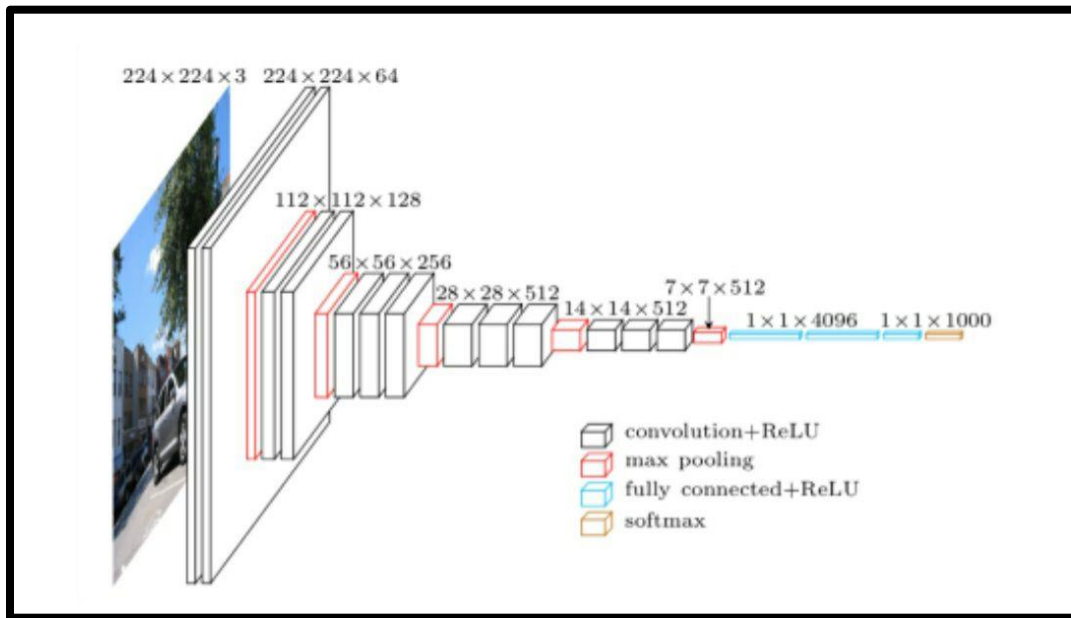 224 × 224 × 3 224 × 224 × 64
112 × 112 × 128
56 × 56 × 256
28 × 28 × 512
14 × 14 × 512
7 × 7 × 512
1 × 1 × 4096 1 × 1 × 1000
convolution+ReLU
max pooling
fully connected+ReLU
softmax